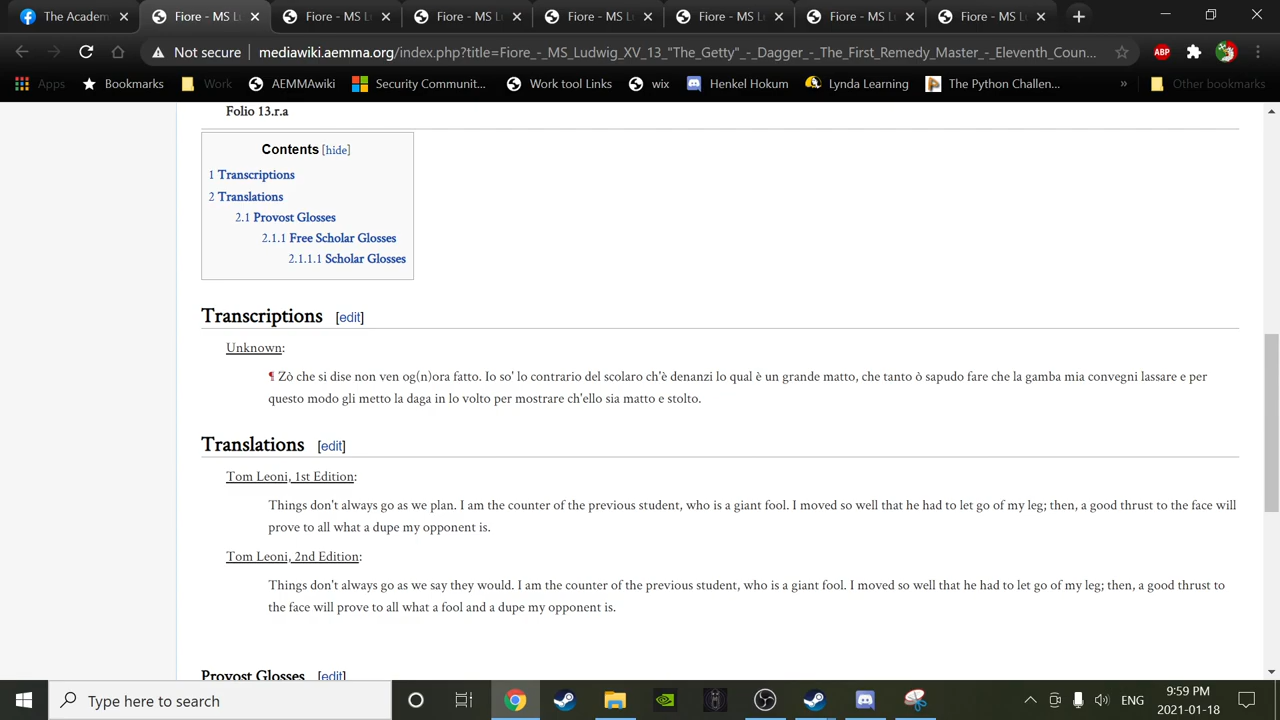 The Academ
Fiore - MS Lu
Fiore - MS Lu
Fiore - MS Lu
Fiore - MS Lu
Fiore - MS Lu
Fiore - MS Lu
Fiore - MS Lu
Not secure
mediawiki.aemma.org/index.php?title=Fiore_-_MS_Ludwig_XV_13_"The_Getty"_-_Dagger_-_The_First_Remedy_Master_-_Eleventh_Coun...
ABP
Apps
Bookmarks
Work
AEMMAwiki
Security Communit...
Work tool Links
wix
Henkel Hokum
Lynda Learning
The Python Challen...
»
Other bookmarks
Folio 13.r.a
Contents [hide]
1 Transcriptions
2 Translations
2.1 Provost Glosses
2.1.1 Free Scholar Glosses
2.1.1.1 Scholar Glosses
Transcriptions [edit]
Unknown:
¶ Zò che si dise non ven og(n)ora fatto. Io so' lo contrario del scolaro ch'è denanzi lo qual è un grande matto, che tanto ò sapudo fare che la gamba mia convegni lassare e per
questo modo gli metto la daga in lo volto per mostrare ch'ello sia matto e stolto.
Translations [edit]
Tom Leoni, 1st Edition:
Things don't always go as we plan. I am the counter of the previous student, who is a giant fool. I moved so well that he had to let go of my leg; then, a good thrust to the face will
prove to all what a dupe my opponent is.
Tom Leoni, 2nd Edition:
Things don't always go as we say they would. I am the counter of the previous student, who is a giant fool. I moved so well that he had to let go of my leg; then, a good thrust to
the face will prove to all what a fool and a dupe my opponent is.
Provost Glosses [edit]
Type here to search
ENG
9:59 PM
2021-01-18